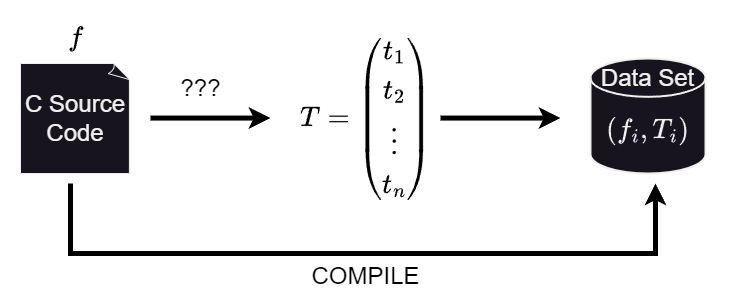 f
C Source
Code
???
T = (t₁
t₂
⋮
tₙ)
Data Set
(fᵢ, Tᵢ)
COMPILE